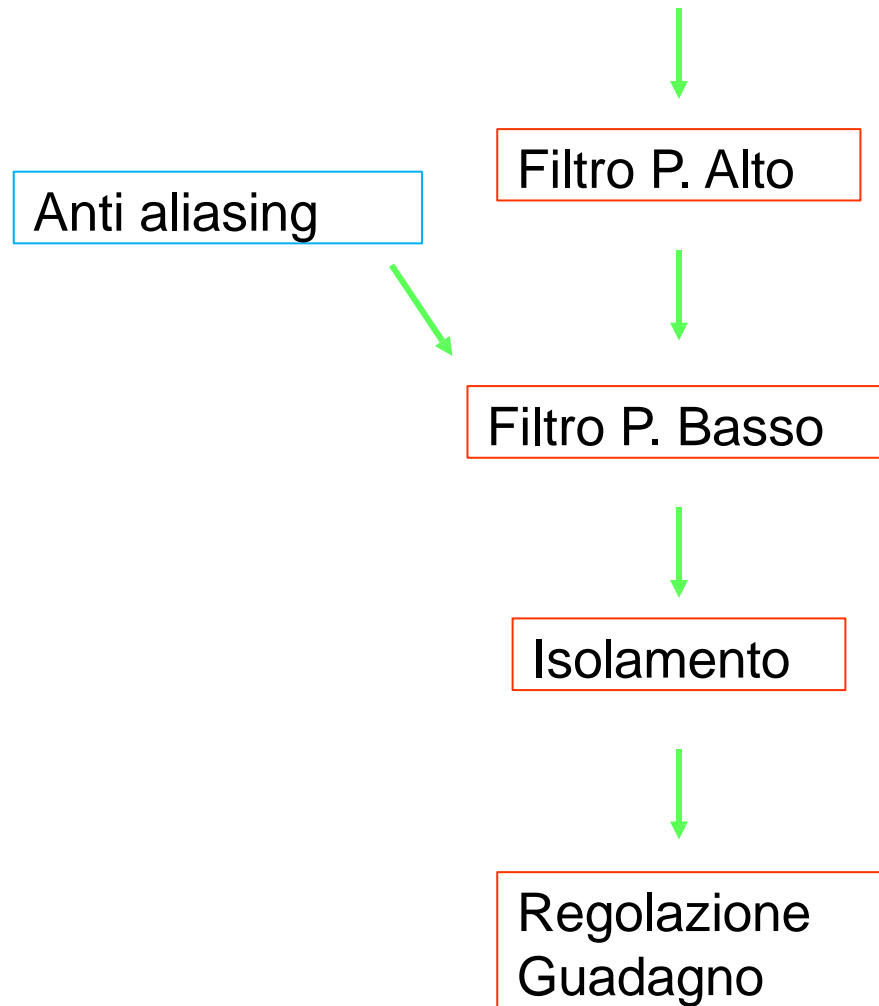 Filtro P. Alto
Anti aliasing
Filtro P. Basso
Isolamento
Regolazione
Guadagno